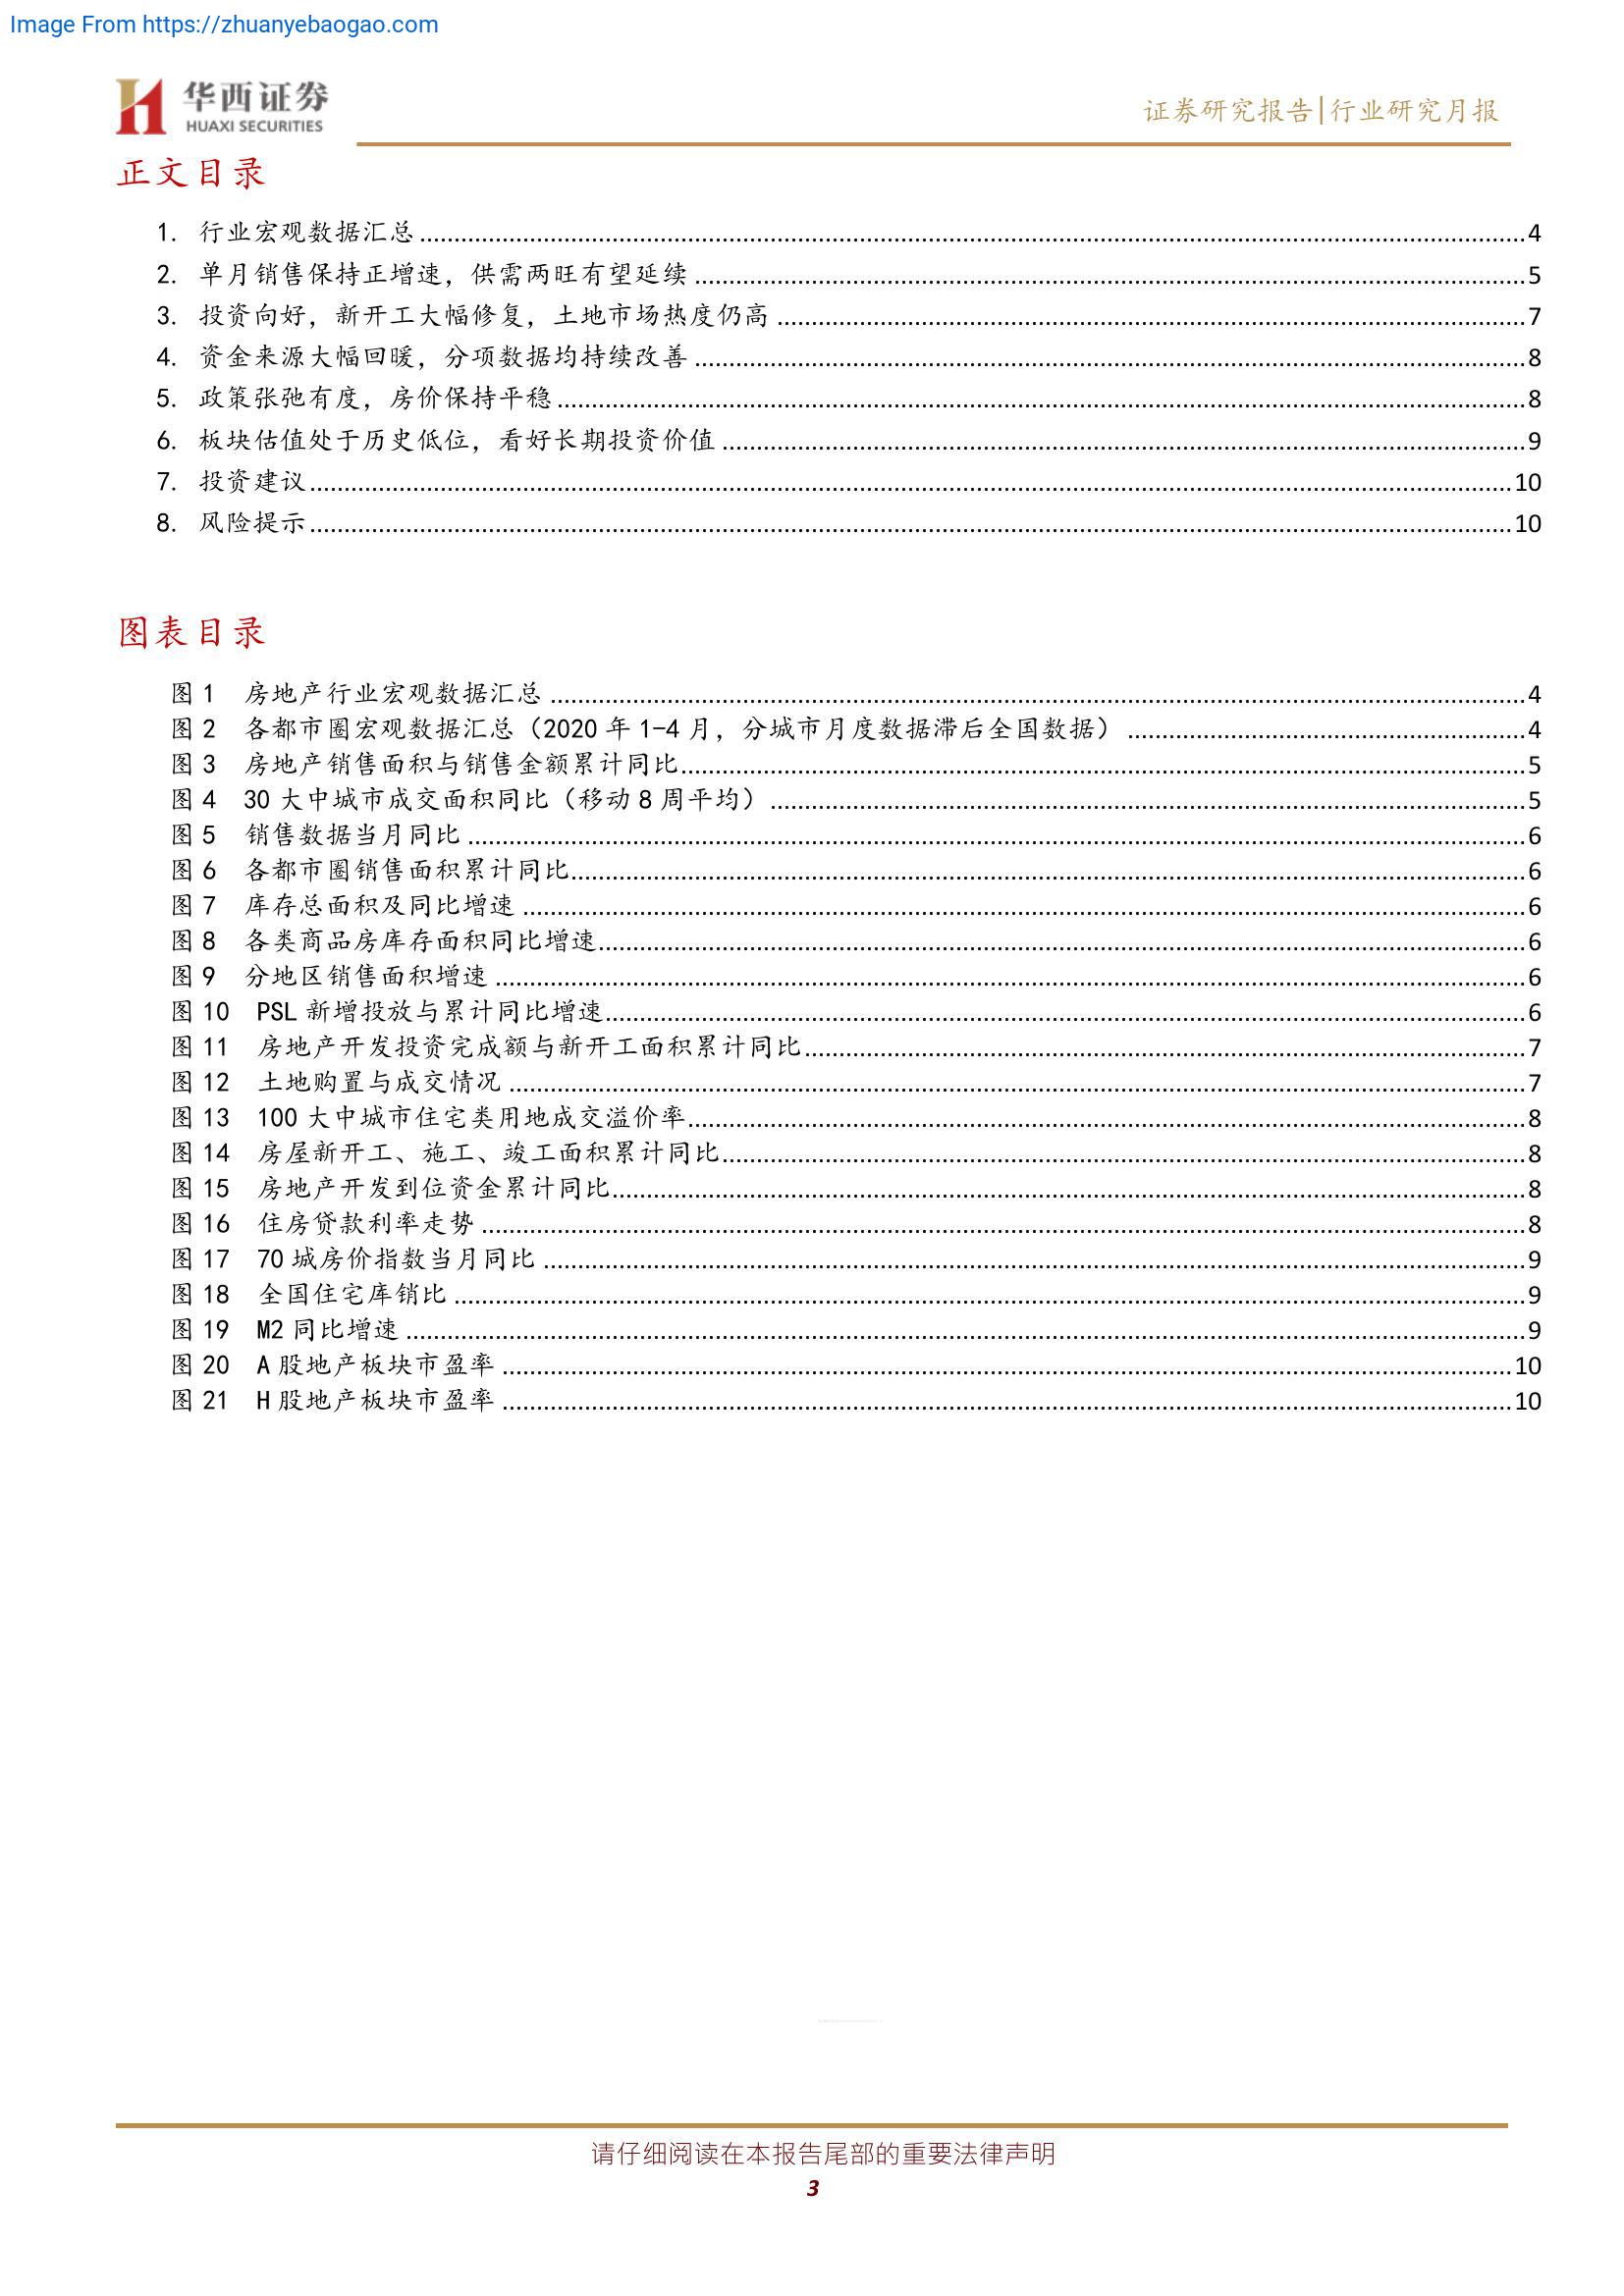 Image From https://zhuanyebaogao.com
华西证券
HUAXI SECURITIES
证券研究报告|行业研究月报
正文目录
1. 行业宏观数据汇总 4
2. 单月销售保持正增速，供需两旺有望延续 5
3. 投资向好，新开工大幅修复，土地市场热度仍高 7
4. 资金来源大幅回暖，分项数据均持续改善 8
5. 政策张弛有度，房价保持平稳 8
6. 板块估值处于历史低位，看好长期投资价值 9
7. 投资建议 10
8. 风险提示 10
图表目录
图 1 房地产行业宏观数据汇总 4
图 2 各都市圈宏观数据汇总（2020 年 1-4 月，分城市月度数据滞后全国数据） 4
图 3 房地产销售面积与销售金额累计同比 5
图 4 30 大中城市成交面积同比（移动 8 周平均） 5
图 5 销售数据当月同比 6
图 6 各都市圈销售面积累计同比 6
图 7 库存总面积及同比增速 6
图 8 各类商品房库存面积同比增速 6
图 9 分地区销售面积增速 6
图 10 PSL 新增投放与累计同比增速 6
图 11 房地产开发投资完成额与新开工面积累计同比 7
图 12 土地购置与成交情况 7
图 13 100 大中城市住宅类用地成交溢价率 8
图 14 房屋新开工、施工、竣工面积累计同比 8
图 15 房地产开发到位资金累计同比 8
图 16 住房贷款利率走势 8
图 17 70 城房价指数当月同比 9
图 18 全国住宅库销比 9
图 19 M2 同比增速 9
图 20 A 股地产板块市盈率 10
图 21 H 股地产板块市盈率 10
请仔细阅读在本报告尾部的重要法律声明
3